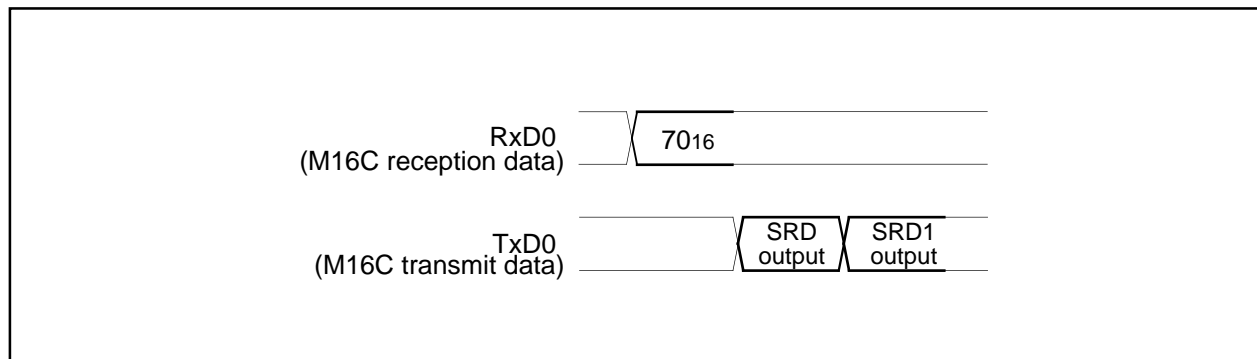 RxD0
(M16C reception data)
7016
TxD0
(M16C transmit data)
SRD
output
SRD1
output